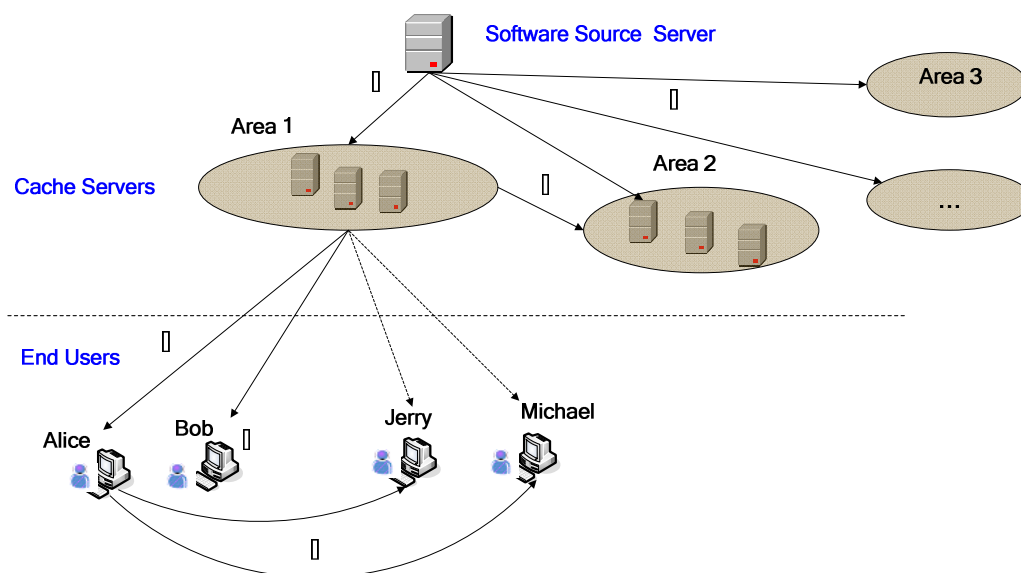 Software Source Server
Area 3
Area 1
Area 2
Cache Servers
...
End Users
Alice
Bob
Jerry
Michael